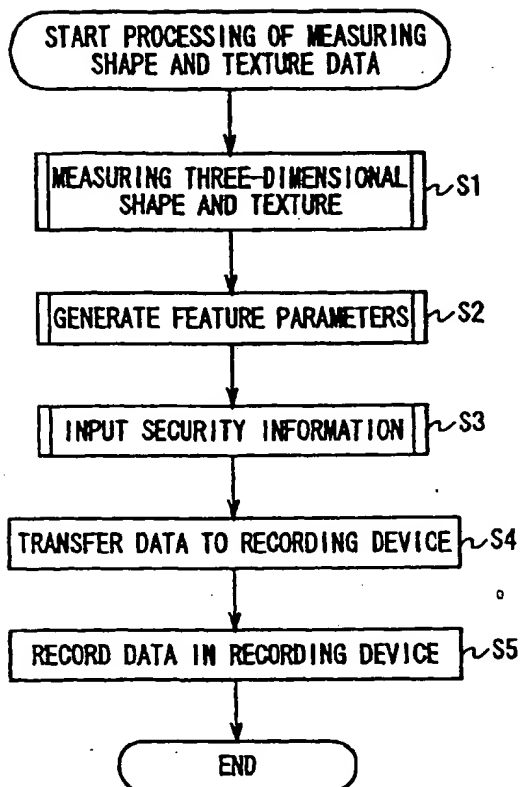 START PROCESSING OF MEASURING
SHAPE AND TEXTURE DATA
MEASURING THREE-DIMENSIONAL
SHAPE AND TEXTURE
S1
GENERATE FEATURE PARAMETERS
S2
INPUT SECURITY INFORMATION
S3
TRANSFER DATA TO RECORDING DEVICE
S4
RECORD DATA IN RECORDING DEVICE
S5
END